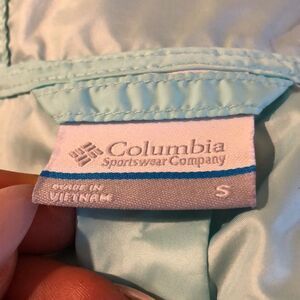 Columbia
Sportswear Company
MADE IN
VIETNAM
S